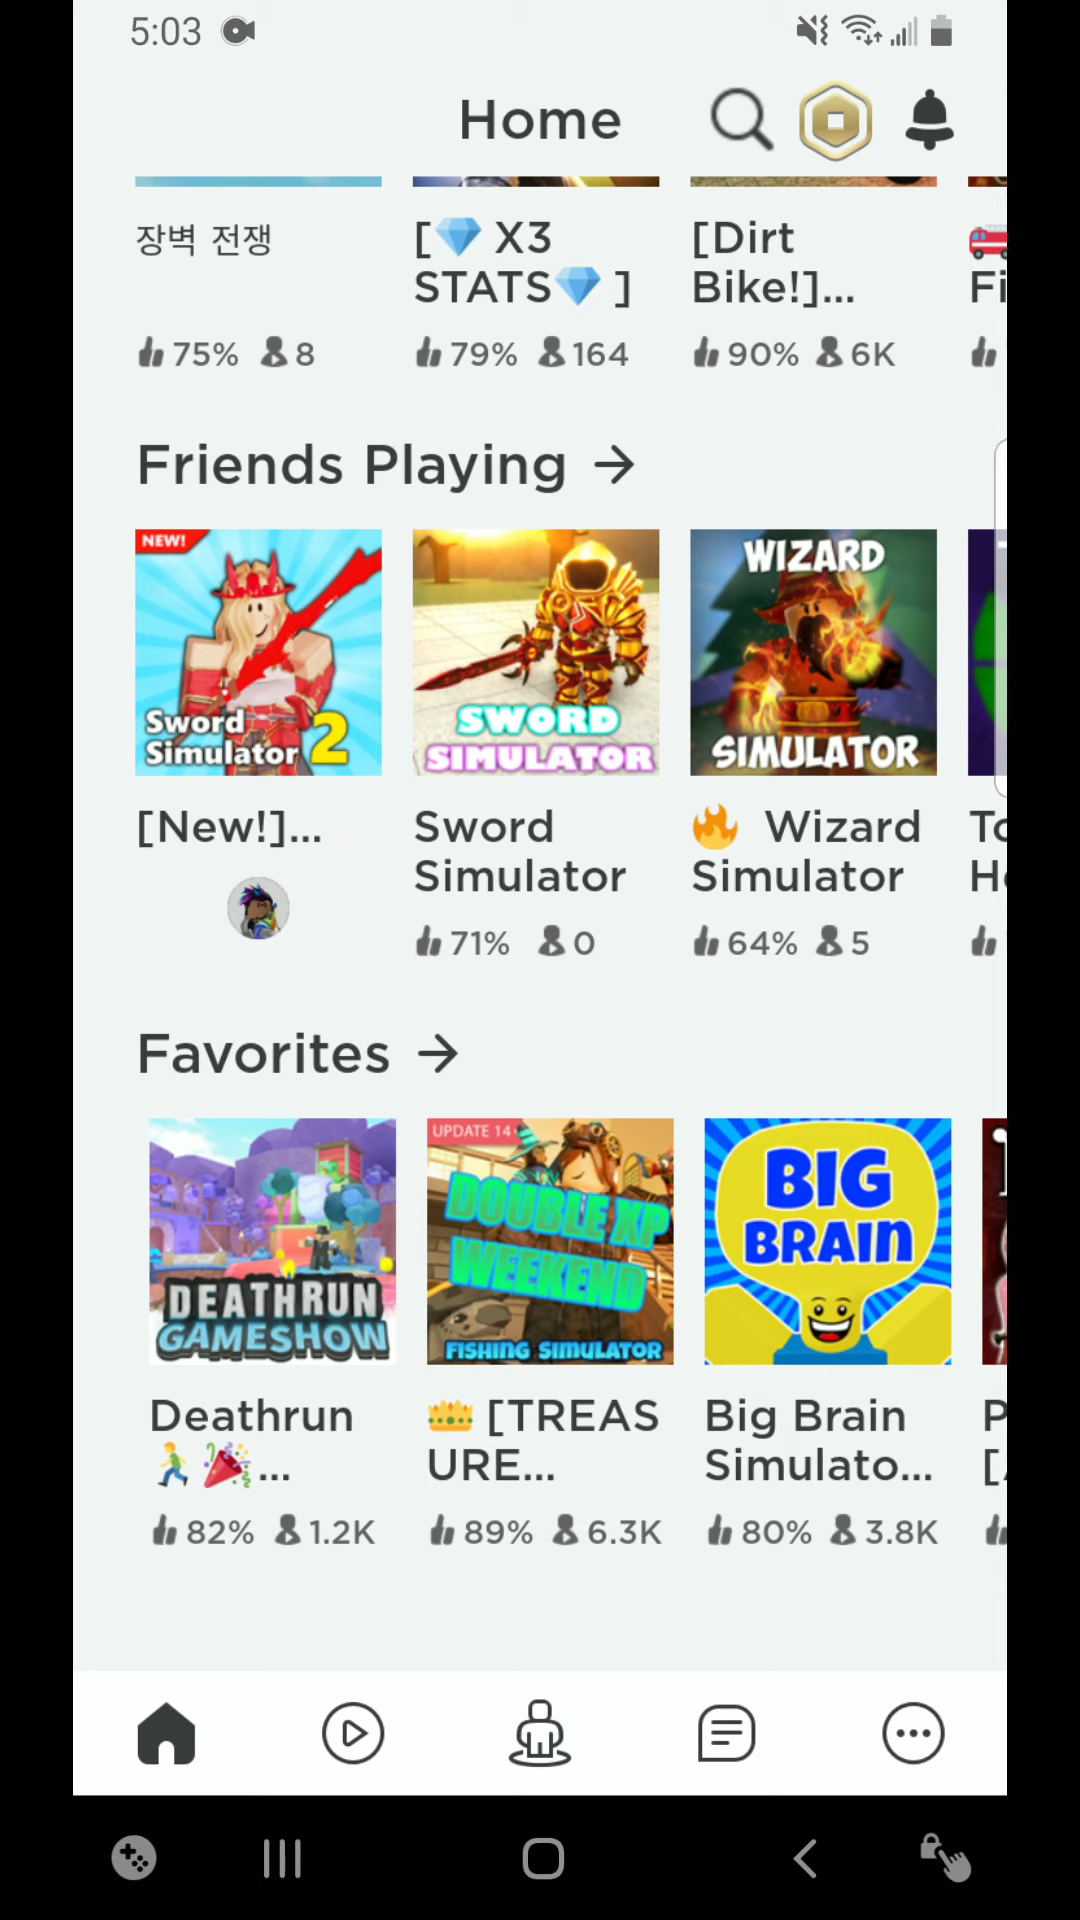 5:03
Home
장벽 전쟁
[💎 X3
STATS💎 ]
[Dirt
Bike!]...
🚒
Fi
75% 8
79% 164
90% 6K
Friends Playing →
NEW!
Sword
Simulator 2
SWORD
SIMULATOR
WIZARD
SIMULATOR
[New!]...
Sword
Simulator
🔥 Wizard
Simulator
71% 0
64% 5
Favorites →
DEATHRUN
GAMESHOW
UPDATE 14
DOUBLE XP
WEEKEND
FISHING SIMULATOR
BIG
BRAIN
Deathrun
🏃🎉...
👑 [TREAS
URE...
Big Brain
Simulato...
P
82% 1.2K
89% 6.3K
80% 3.8K